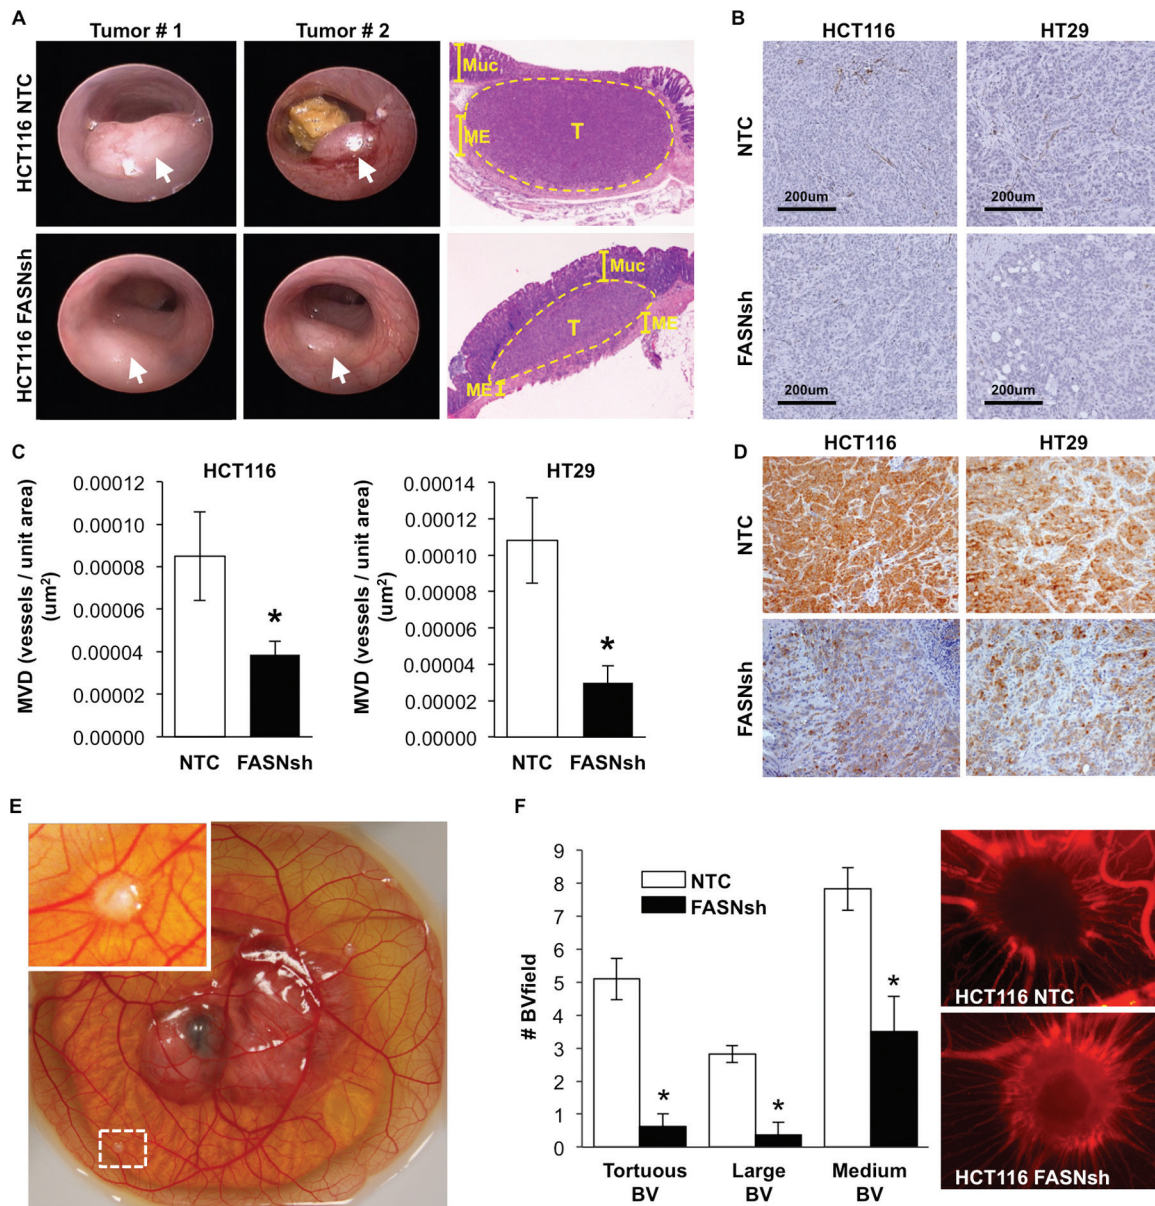 A
Tumor # 1
Tumor # 2
HCT116 NTC
Muc
ME
T
HCT116 FASNsh
Muc
T
ME
ME
B
HCT116
HT29
NTC
200um
200um
FASNsh
200um
200um
C
HCT116
MVD (vessels / unit area)
(um²)
0.00012
0.00010
0.00008
0.00006
0.00004
0.00002
0.00000
*
NTC
FASNsh
HT29
MVD (vessels / unit area)
(um²)
0.00014
0.00012
0.00010
0.00008
0.00006
0.00004
0.00002
0.00000
*
NTC
FASNsh
D
HCT116
HT29
NTC
FASNsh
E
F
# BVfield
9
8
7
6
5
4
3
2
1
0
NTC
FASNsh
*
*
*
Tortuous
BV
Large
BV
Medium
BV
HCT116 NTC
HCT116 FASNsh